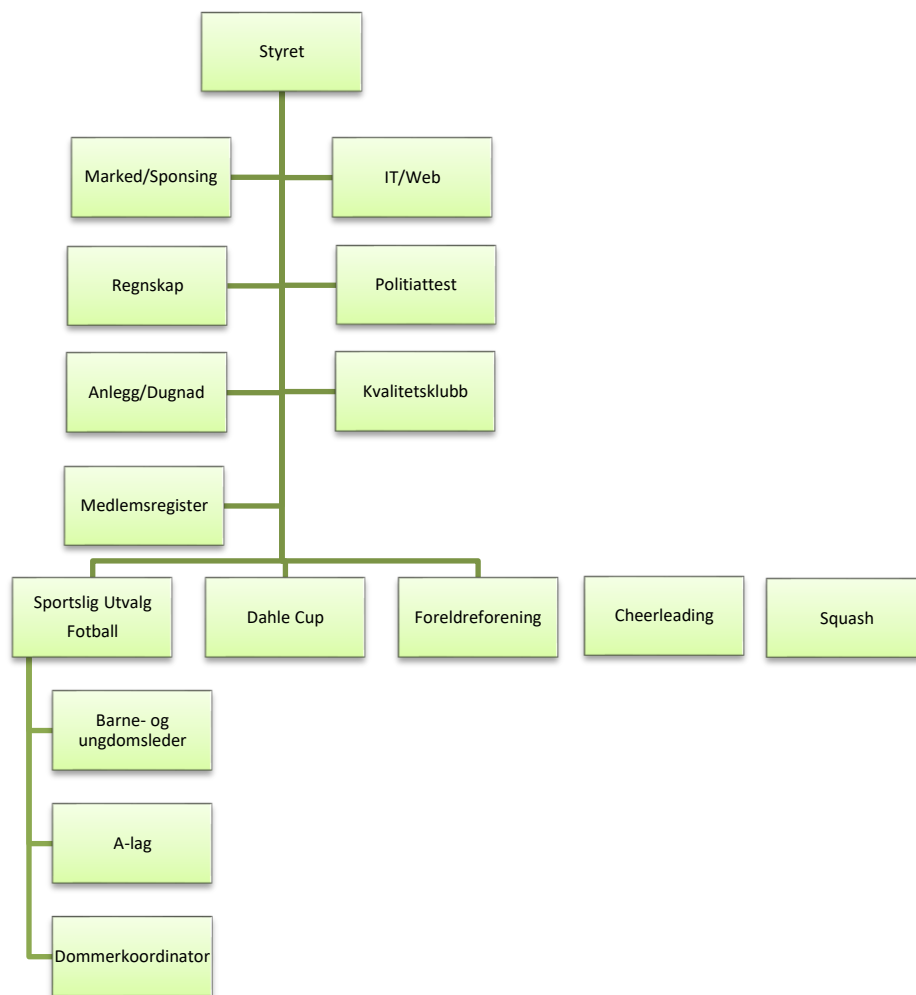 Styret
Marked/Sponsing
IT/Web
Regnskap
Politiattest
Anlegg/Dugnad
Kvalitetsklubb
Medlemsregister
Sportslig Utvalg
Fotball
Dahle Cup
Foreldreforening
Cheerleading
Squash
Barne- og
ungdomsleder
A-lag
Dommerkoordinator